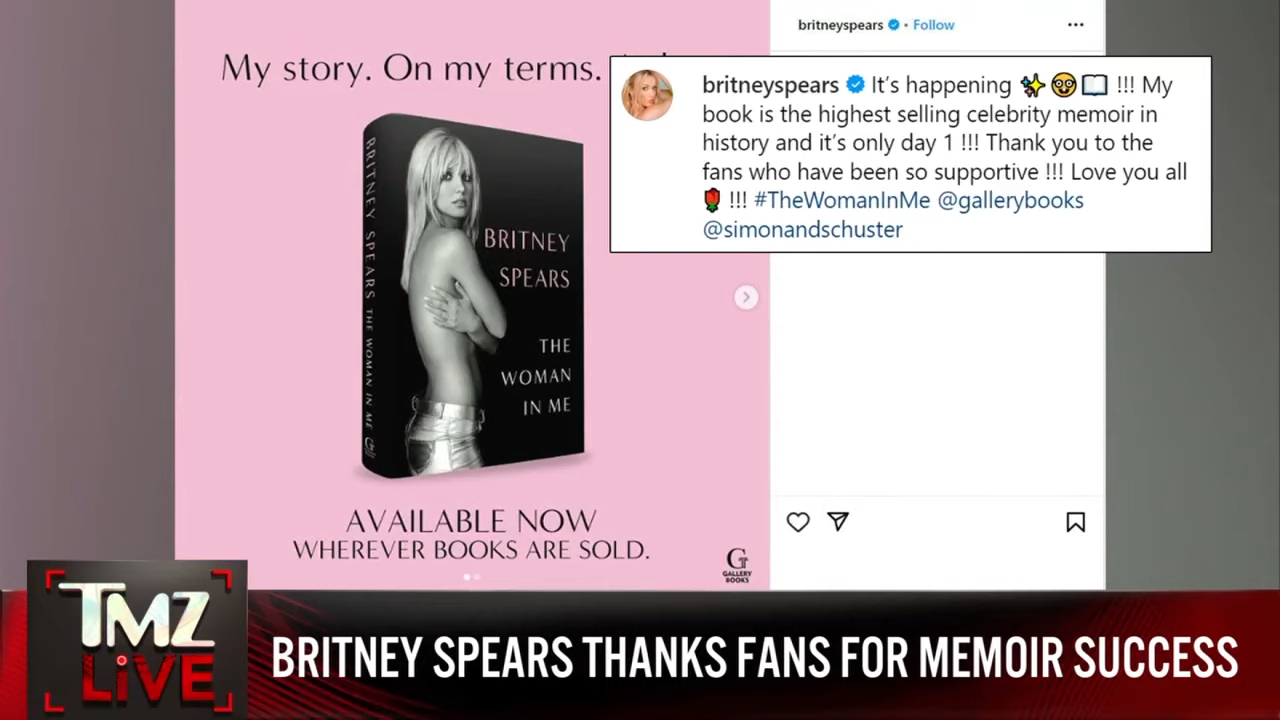 My story. On my terms.
britneyspears • Follow
britneyspears It's happening ✨🤓📖 !!! My
book is the highest selling celebrity memoir in
history and it's only day 1 !!! Thank you to the
fans who have been so supportive !!! Love you all
🌹 !!! #TheWomanInMe @gallerybooks
@simonandschuster
BRITNEY SPEARS THE WOMAN IN ME
G
BRITNEY
SPEARS
THE
WOMAN
IN ME
AVAILABLE NOW
WHEREVER BOOKS ARE SOLD.
G
GALLERY
BOOKS
TMZ
LiVE
BRITNEY SPEARS THANKS FANS FOR MEMOIR SUCCESS